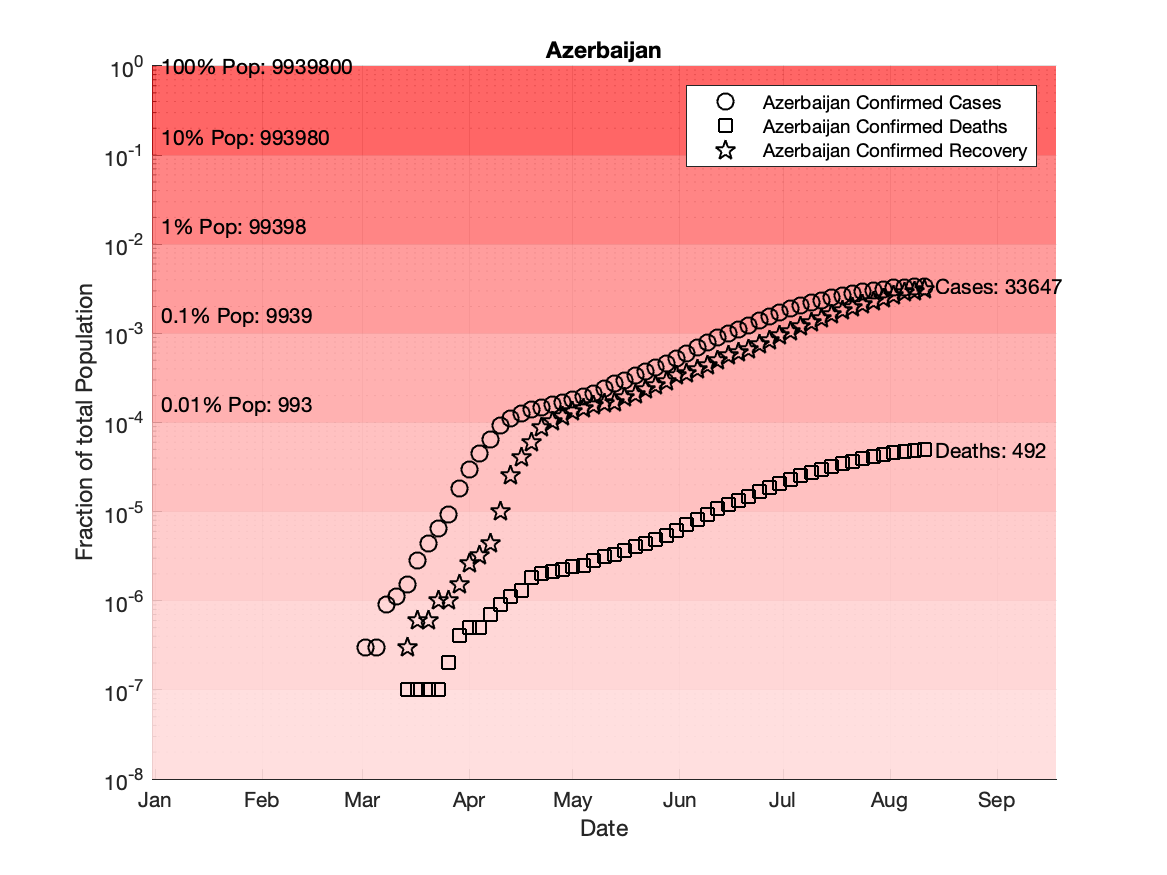 Azerbaijan
10^0
10^-1
10^-2
10^-3
10^-4
10^-5
10^-6
10^-7
10^-8
Fraction of total Population
100% Pop: 9939800
10% Pop: 993980
1% Pop: 99398
0.1% Pop: 9939
0.01% Pop: 993
Azerbaijan Confirmed Cases
Azerbaijan Confirmed Deaths
Azerbaijan Confirmed Recovery
Cases: 33647
Deaths: 492
Jan Feb Mar Apr May Jun Jul Aug Sep
Date